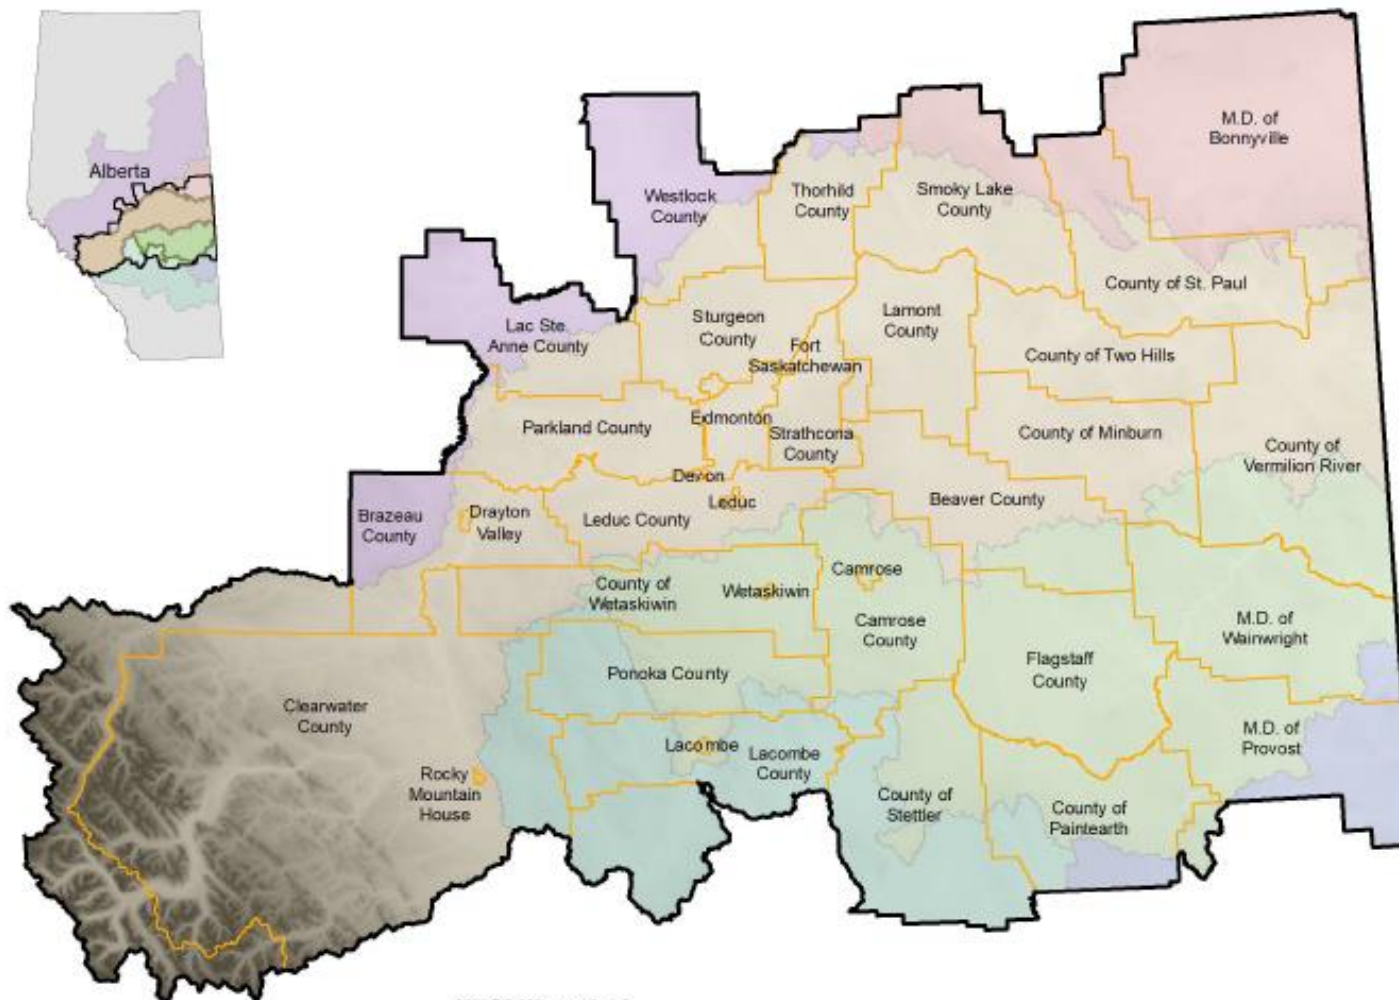 Alberta
M.D. of
Bonnyville
Westlock
County
Thorhild
County
Smoky Lake
County
County of St. Paul
Lac Ste.
Anne County
Sturgeon
County
Fort
Saskatchewan
Lamont
County
County of Two Hills
Parkland County
Edmonton
Strathcona
County
County of Minburn
County of
Vermilion River
Brazeau
County
Drayton
Valley
Devon
Leduc
Leduc County
Beaver County
County of
Wetaskiwin
Wetaskiwin
Camrose
Camrose
County
M.D. of
Wainwright
Ponoka County
Flagstaff
County
Clearwater
County
M.D. of
Provost
Lacombe
Lacombe
County
Rocky
Mountain
House
County of
Stettler
County of
Paintearth